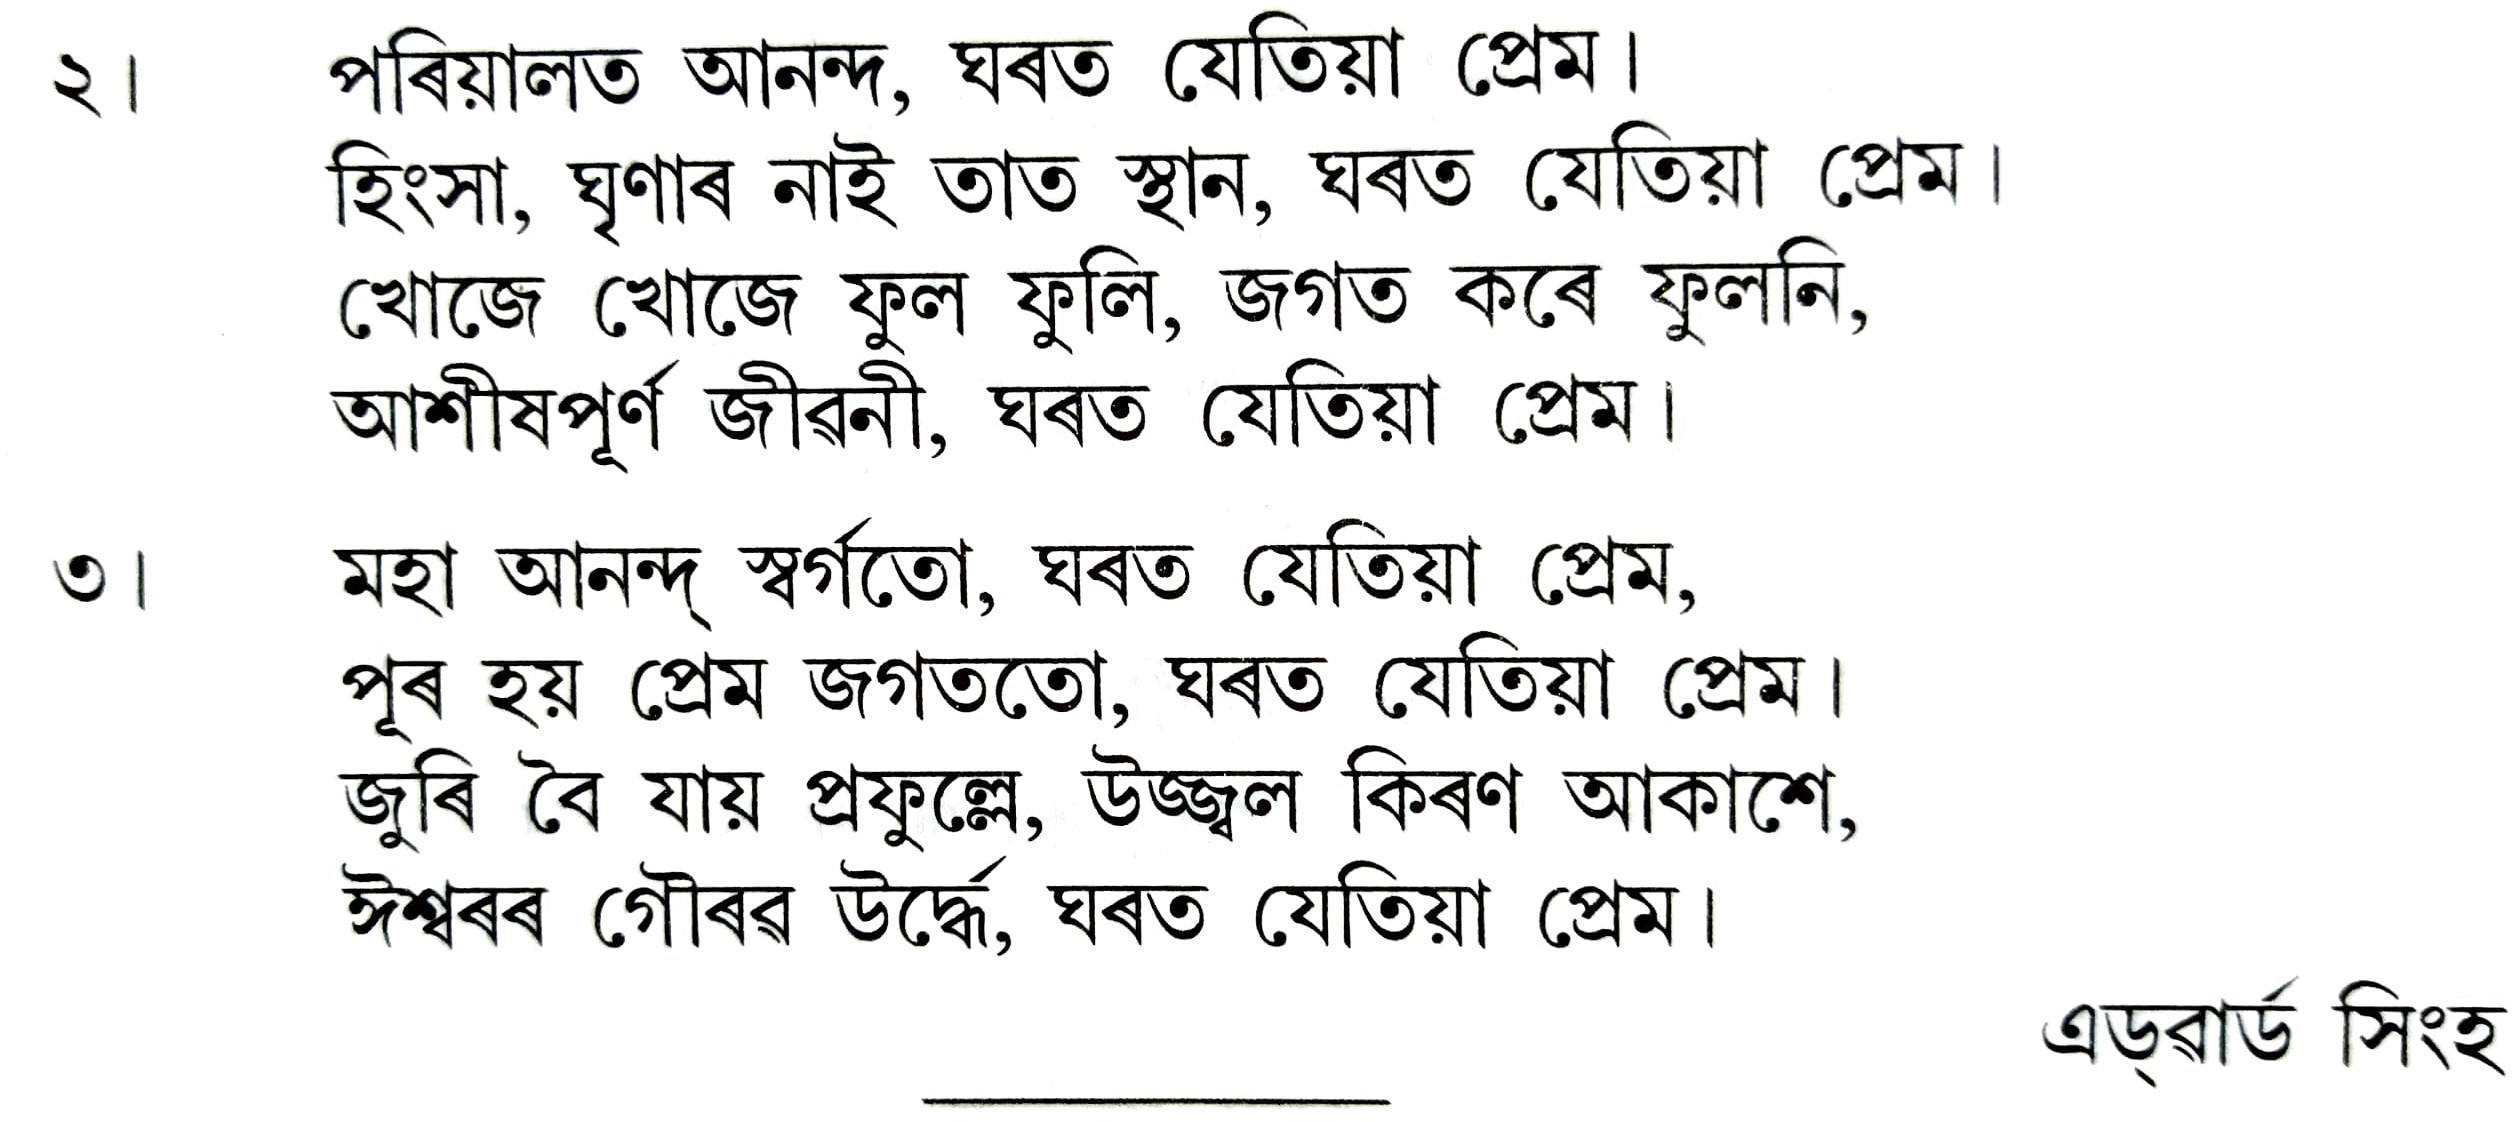 ২। পৰিয়ালত আনন্দ, ঘৰত যেতিয়া প্ৰেম।
হিংসা, ঘৃণাৰ নাই তাত স্থান, ঘৰত যেতিয়া প্ৰেম।
খোজে খোজে ফুল ফুলি, জগত কৰে ফুলনি,
আশীষপূৰ্ণ জীৱনী, ঘৰত যেতিয়া প্ৰেম।
৩। মহা আনন্দ্ স্বৰ্গতো, ঘৰত যেতিয়া প্ৰেম,
পূৰ হয় প্ৰেম জগততো, ঘৰত যেতিয়া প্ৰেম।
জুৰি বৈ যায় প্ৰফুল্লে, উজ্জ্বল কিৰণ আকাশে,
ঈশ্বৰৰ গৌৰৱ উৰ্দ্ধে, ঘৰত যেতিয়া প্ৰেম।
এড্ৱাৰ্ড সিংহ